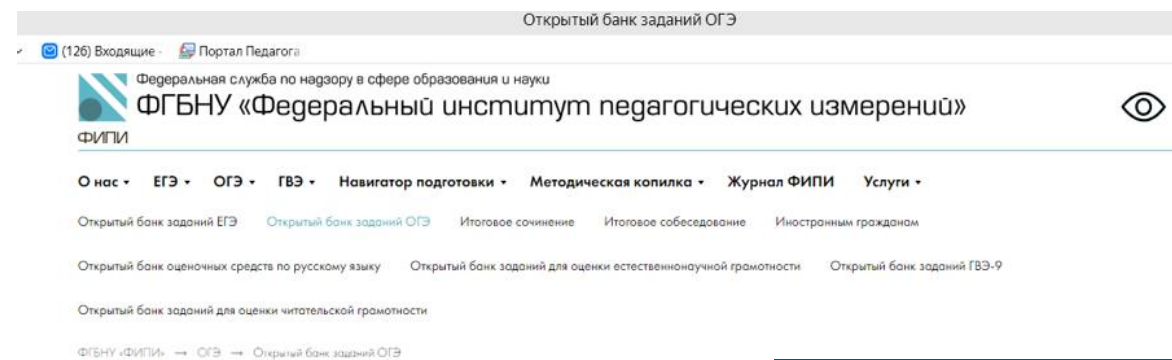 Открытый банк заданий ОГЭ
(126) Входящие - Портал Педагога
Федеральная служба по надзору в сфере образования и науки
ФГБНУ «Федеральный институт педагогических измерений»
ФИПИ
О нас ЕГЭ ОГЭ ГВЭ Навигатор подготовки Методическая копилка Журнал ФИПИ Услуги
Открытый банк заданий ЕГЭ Открытый банк заданий ОГЭ Итоговое сочинение Итоговое собеседование Иностранным гражданам
Открытый банк оценочных средств по русскому языку Открытый банк заданий для оценки естественнонаучной грамотности Открытый банк заданий ГВЭ-9
Открытый банк заданий для оценки читательской грамотности
ФГБНУ «ФИПИ» → ОГЭ → Открытый банк заданий ОГЭ